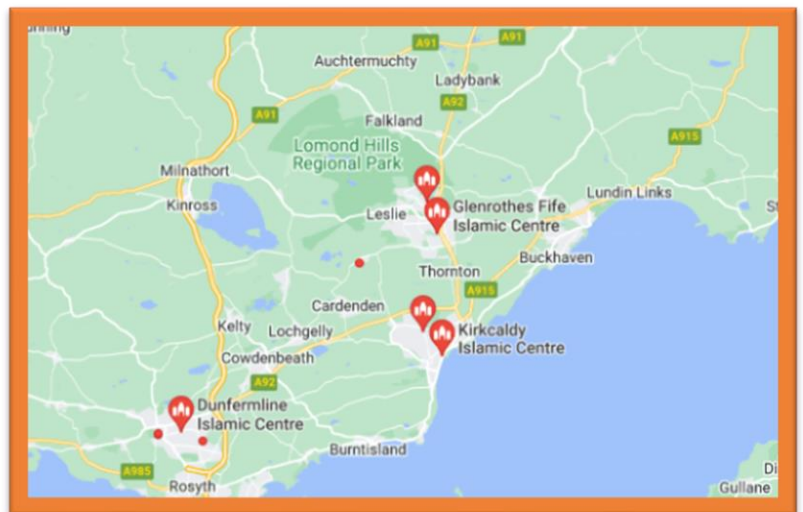 A91
A91
Auchtermuchty
Ladybank
A92
A91
Falkland
A915
Lomond Hills
Regional Park
Milnathort
Lundin Links
Kinross
Leslie
Glenrothes Fife
Islamic Centre
Buckhaven
Thornton
A915
Cardenden
Kelty
Lochgelly
Kirkcaldy
Islamic Centre
Cowdenbeath
A92
Dunfermline
Islamic Centre
Burntisland
A985
Rosyth
Gullane